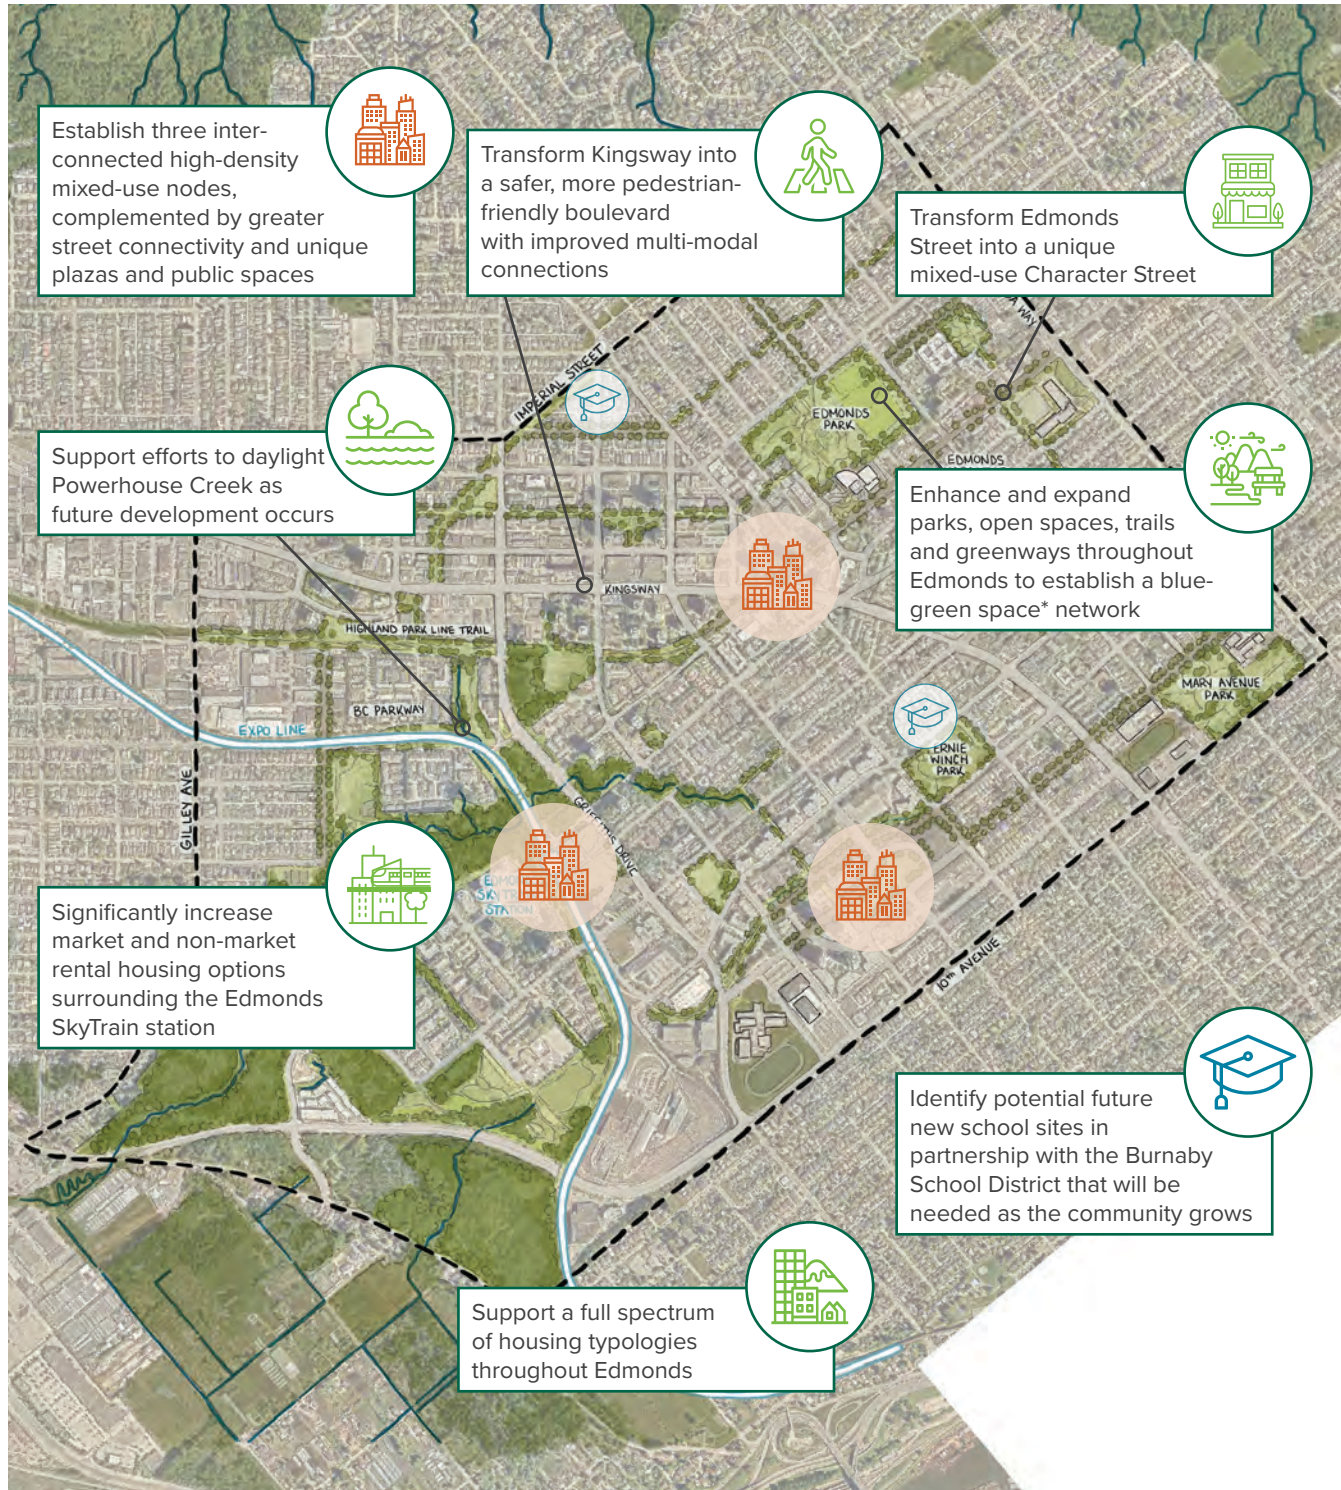 Establish three inter-
connected high-density
mixed-use nodes,
complemented by greater
street connectivity and unique
plazas and public spaces
Transform Kingsway into
a safer, more pedestrian-
friendly boulevard
with improved multi-modal
connections
Transform Edmonds
Street into a unique
mixed-use Character Street
WAY
IMPERIAL STREET
EDMONDS
PARK
EDMONDS
Support efforts to daylight
Powerhouse Creek as
future development occurs
Enhance and expand
parks, open spaces, trails
and greenways throughout
Edmonds to establish a blue-
green space* network
KINGSWAY
HIGHLAND PARK LINE TRAIL
MARY AVENUE
PARK
BC PARKWAY
EXPO LINE
ERNIE
WINCH
PARK
GILLEY AVE
GRIFFITHS DRIVE
EDMONDS
SKYTRAIN
STATION
Significantly increase
market and non-market
rental housing options
surrounding the Edmonds
SkyTrain station
10th AVENUE
Identify potential future
new school sites in
partnership with the Burnaby
School District that will be
needed as the community grows
Support a full spectrum
of housing typologies
throughout Edmonds